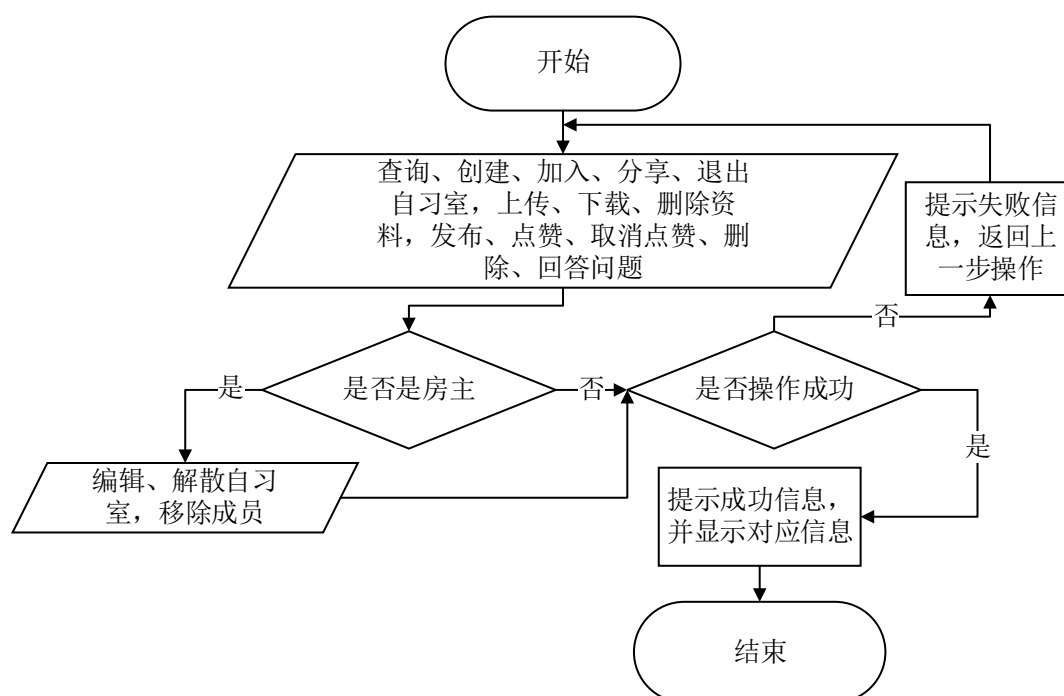 开始
查询、创建、加入、分享、退出
自习室，上传、下载、删除资
料，发布、点赞、取消点赞、删
除、回答问题
提示失败信
息，返回上
一步操作
否
是
是否是房主
否
是否操作成功
是
编辑、解散自习
室，移除成员
提示成功信息，
并显示对应信息
结束